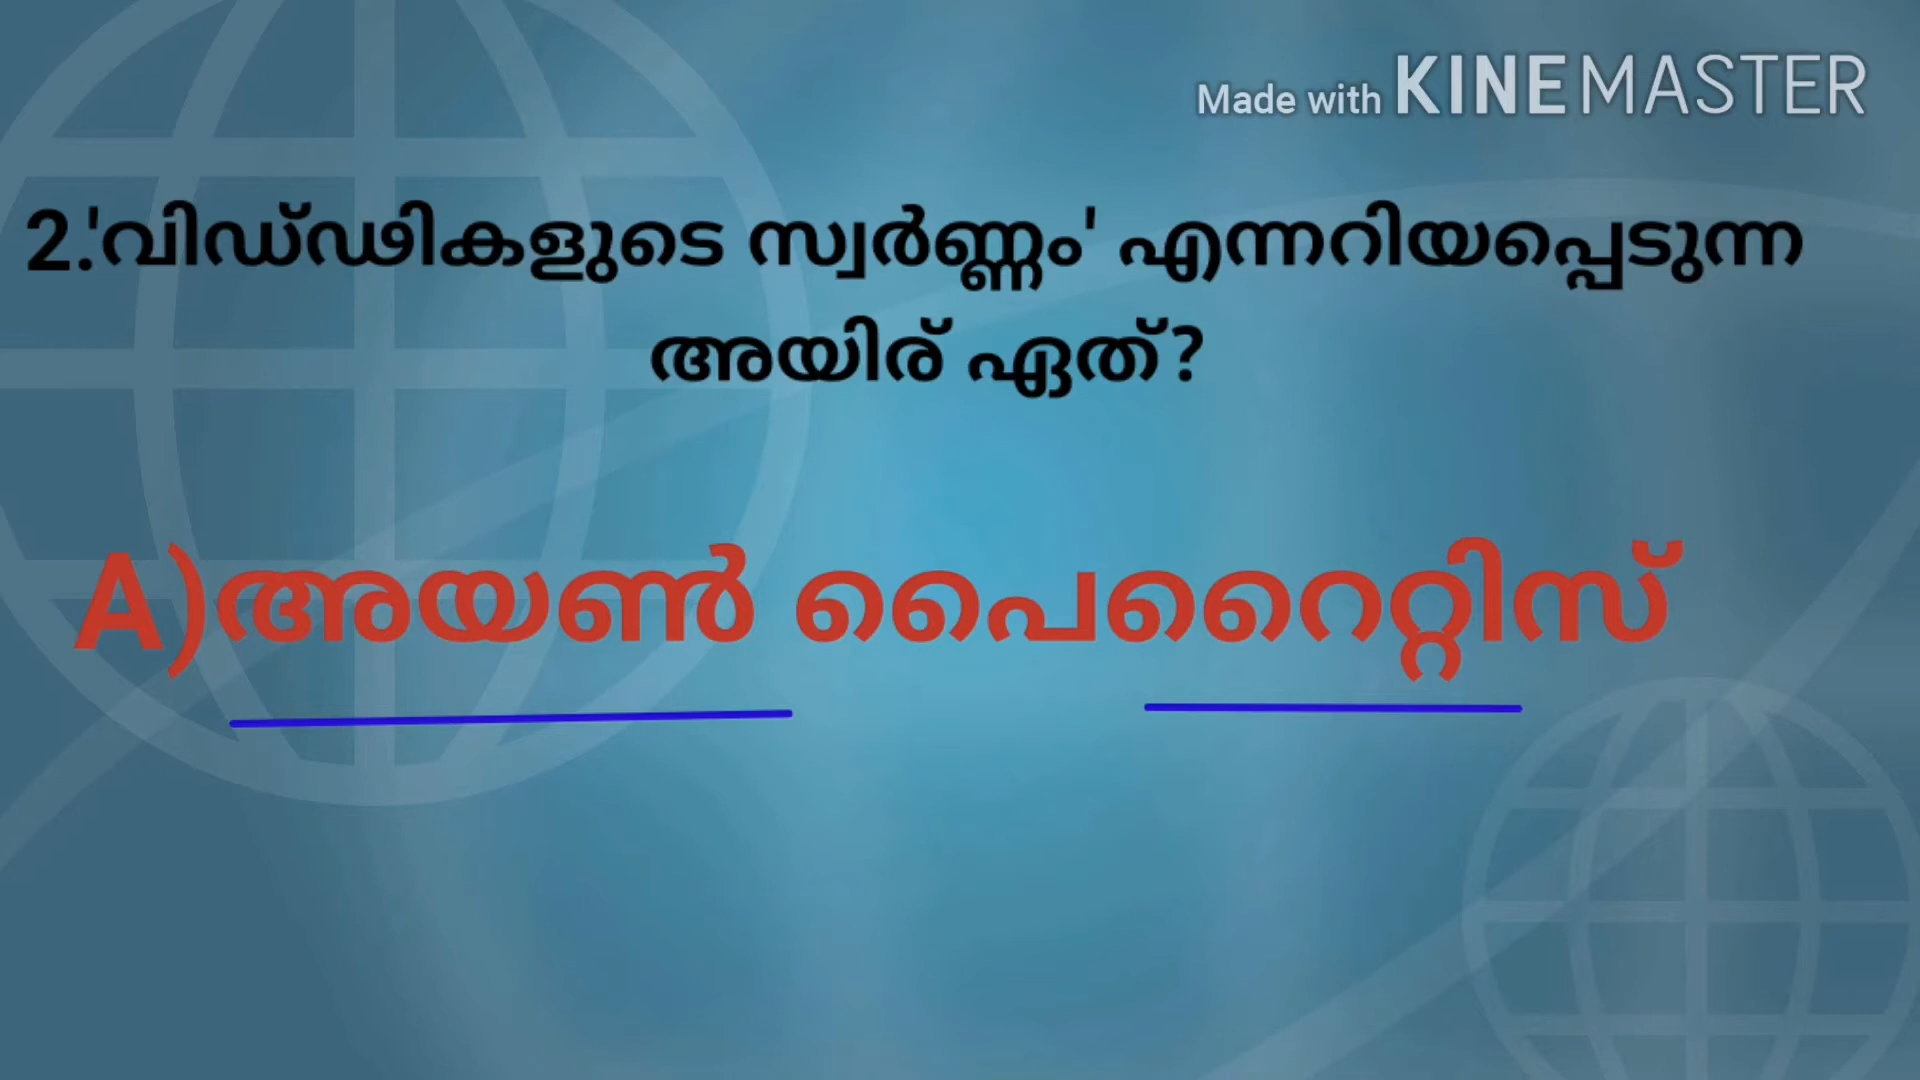 Made with KINEMASTER
2.'വിഡ്ഢികളുടെ സ്വർണ്ണം' എന്നറിയപ്പെടുന്ന
അയിര് ഏത്?
A)അയൺ പൈറൈറ്റിസ്